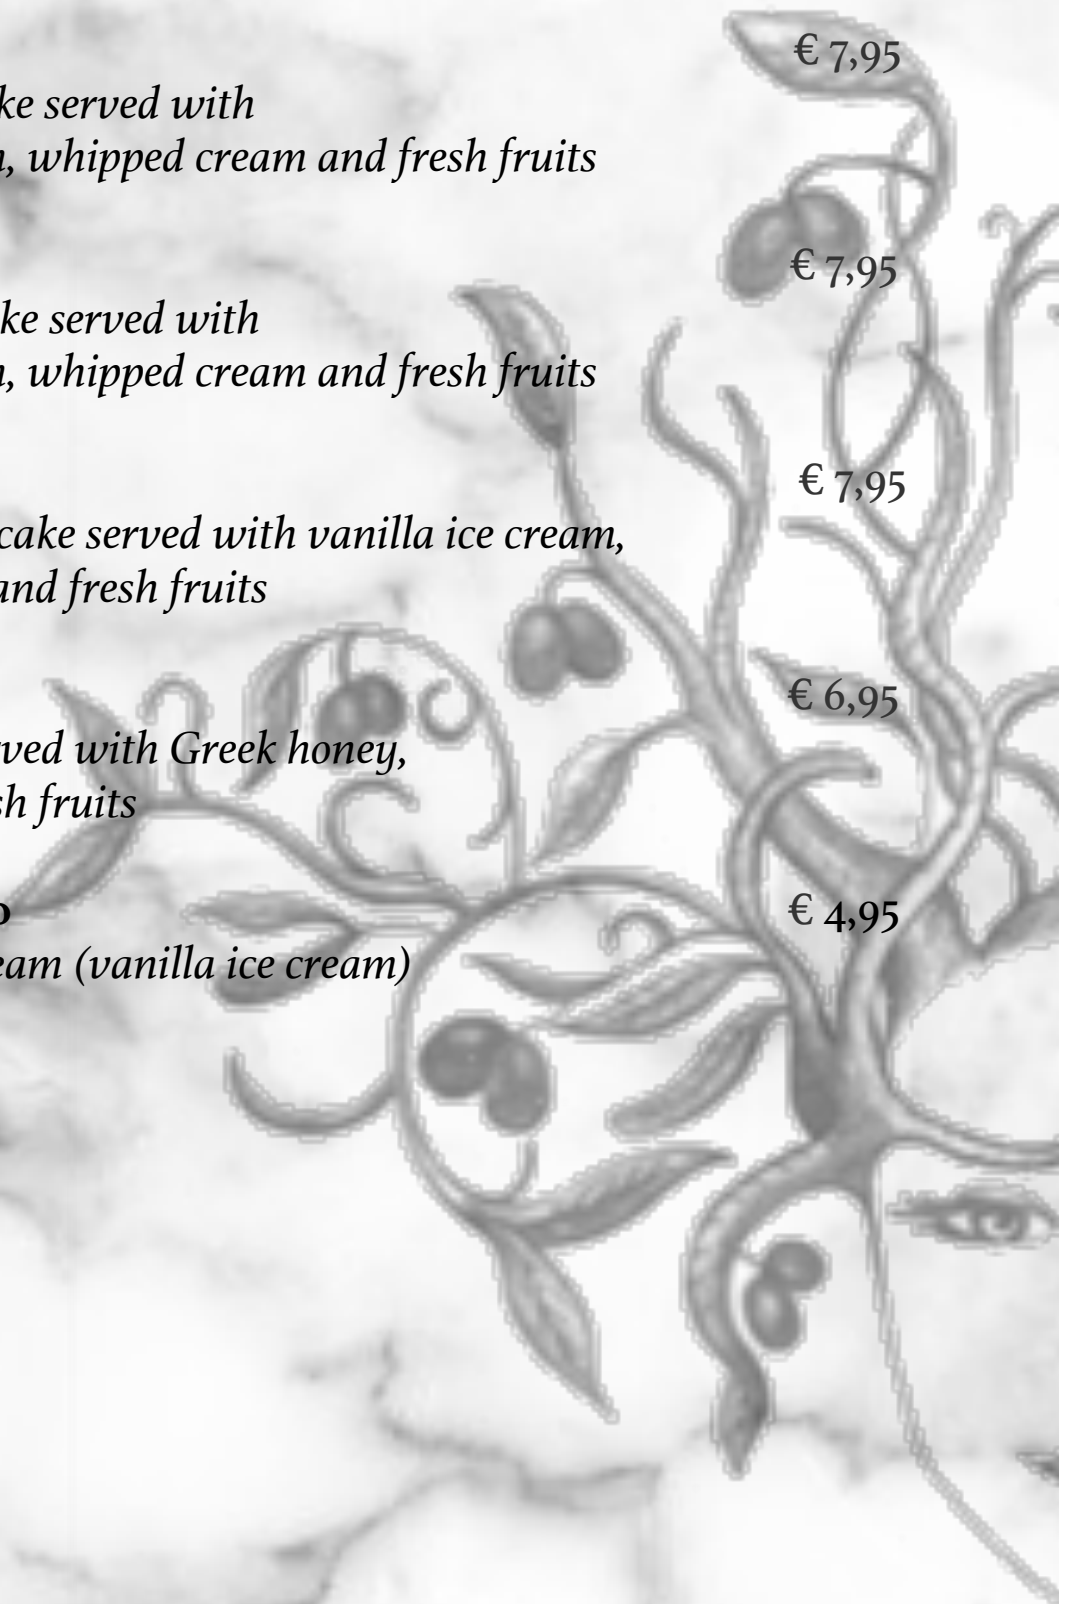 € 7,95
ke served with
, whipped cream and fresh fruits
€ 7,95
ke served with
, whipped cream and fresh fruits
€ 7,95
cake served with vanilla ice cream,
and fresh fruits
€ 6,95
ved with Greek honey,
sh fruits
€ 4,95
eam (vanilla ice cream)